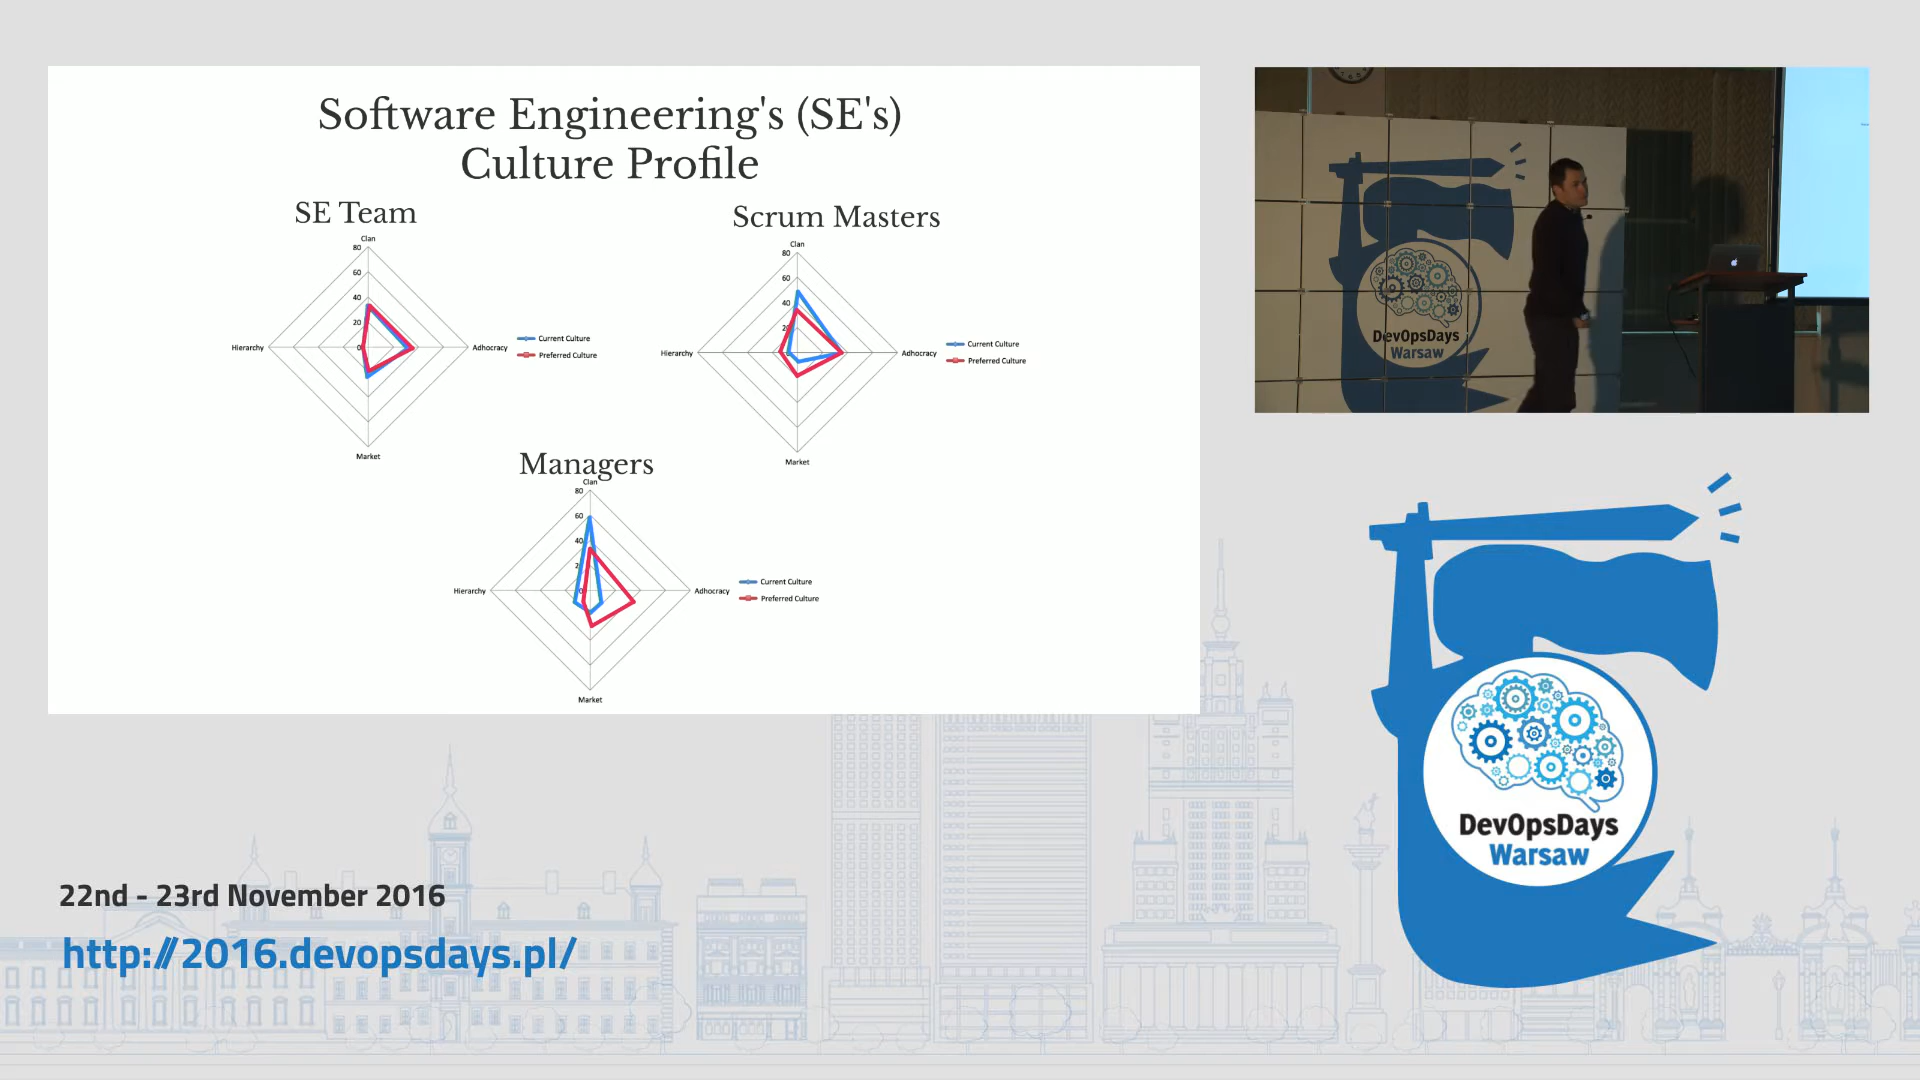 Software Engineering's (SE's)
Culture Profile
SE Team
Clan
80
60
40
20
0
Hierarchy
Adhocracy
Market
Current Culture
Preferred Culture
Scrum Masters
Clan
80
60
40
Hierarchy
Adhocracy
Market
Current Culture
Preferred Culture
Managers
Clan
80
60
40
0
Hierarchy
Adhocracy
Market
Current Culture
Preferred Culture
DevOpsDays
Warsaw
DevOpsDays
Warsaw
22nd - 23rd November 2016
http://2016.devopsdays.pl/